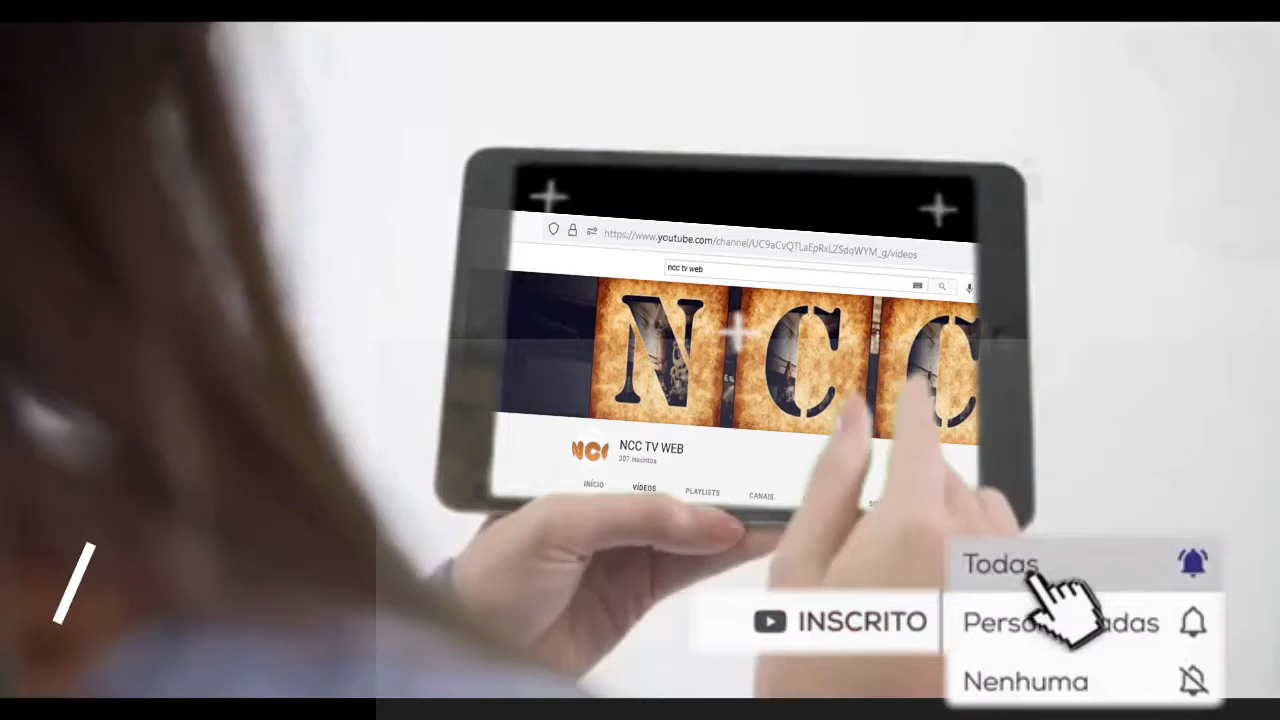 https://www.youtube.com/channel/UC9aCvQTLaEpRxLZSdqWYM_g/videos
ncc tv web
N C C
NCC
NCC TV WEB
207 inscritos
INÍCIO VÍDEOS PLAYLISTS CANAIS
INSCRITO
Todas
Nenhuma